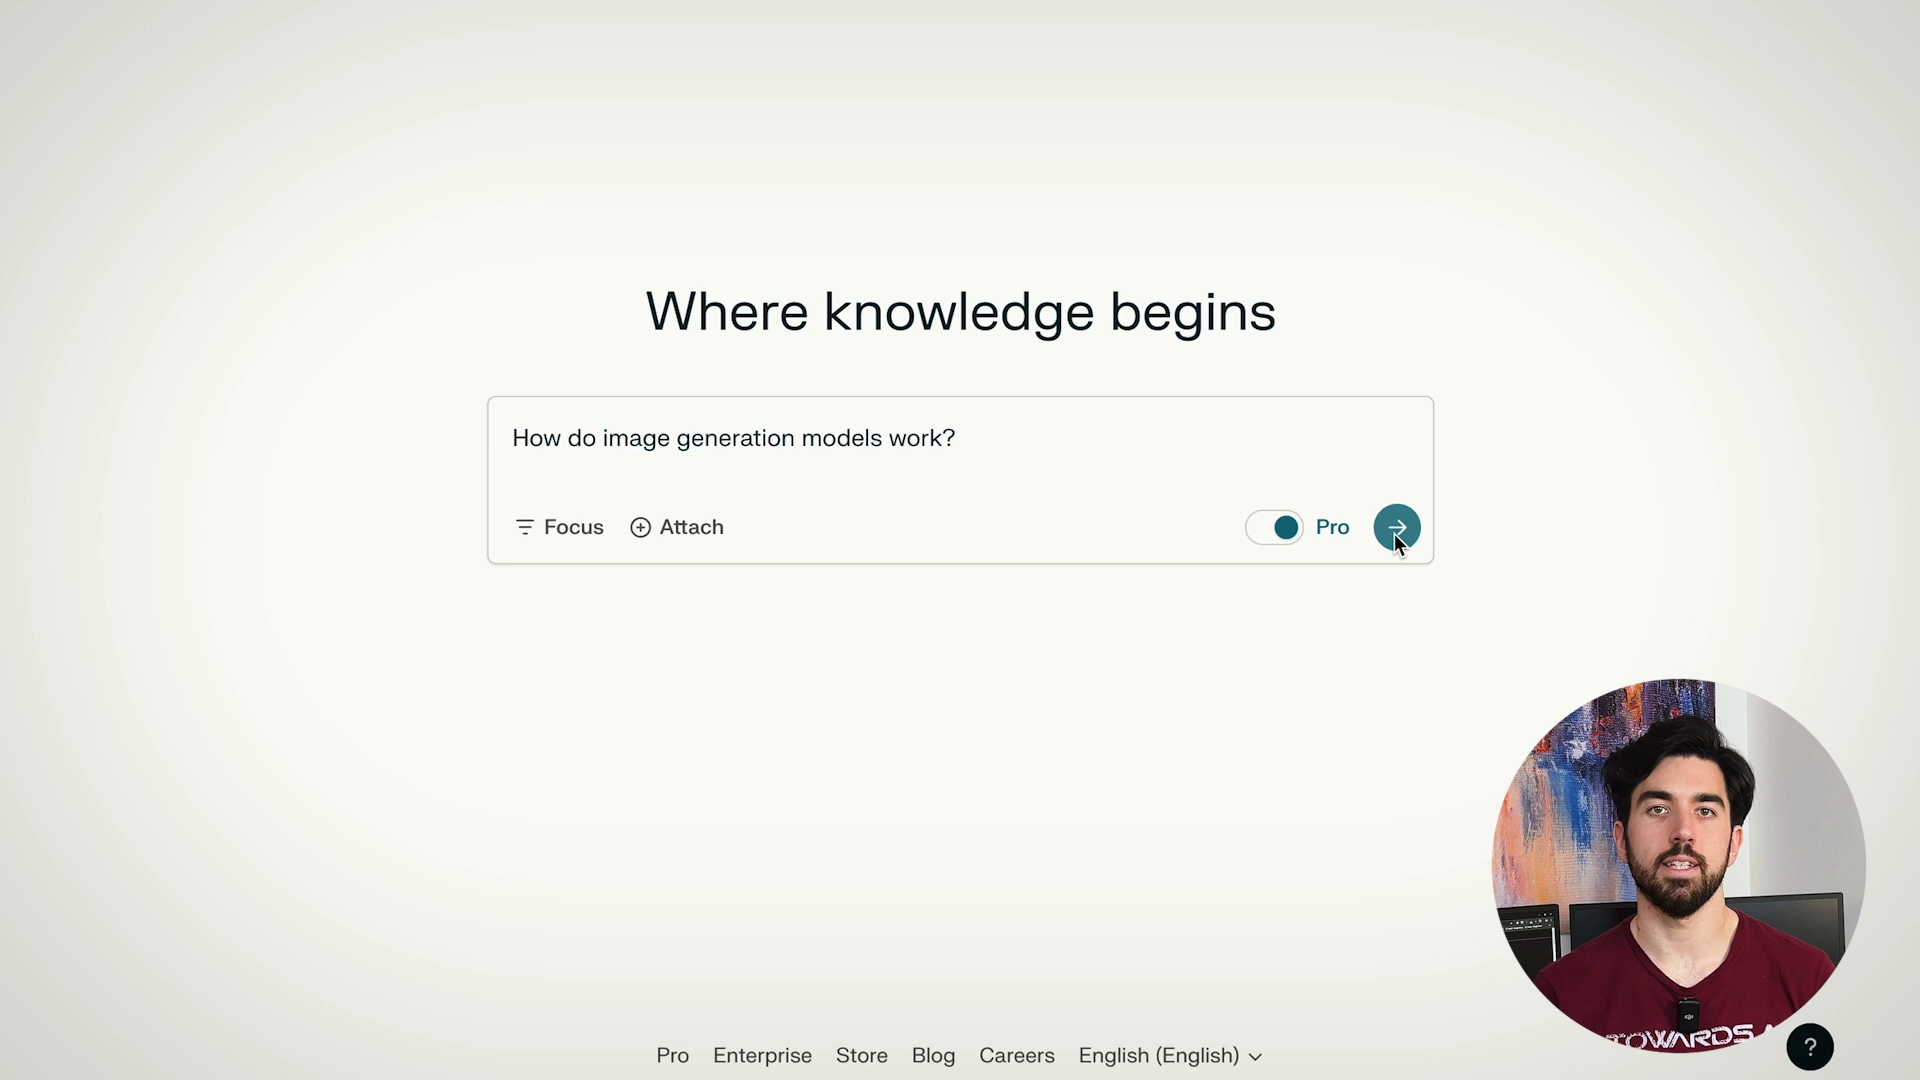 Where knowledge begins
How do image generation models work?
Focus
Attach
Pro
TOWARDS
Pro
Enterprise
Store
Blog
Careers
English (English)
?